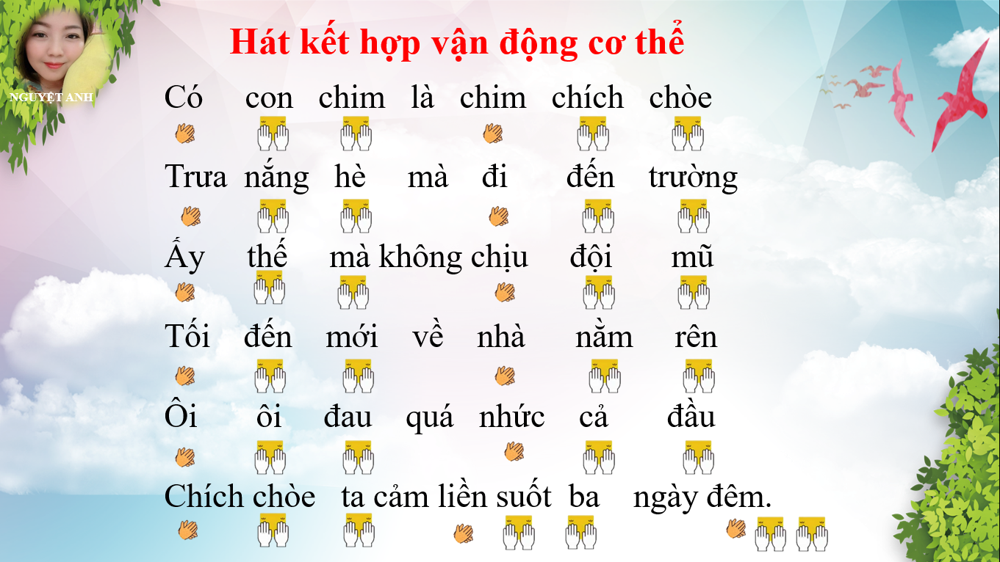 Hát kết hợp vận động cơ thể
NGUYỆT ANH
Có con chim là chim chích chòe
Trưa nắng hè mà đi đến trường
Ấy thế mà không chịu đội mũ
Tối đến mới về nhà nằm rên
Ôi ôi đau quá nhức cả đầu
Chích chòe ta cảm liền suốt ba ngày đêm.